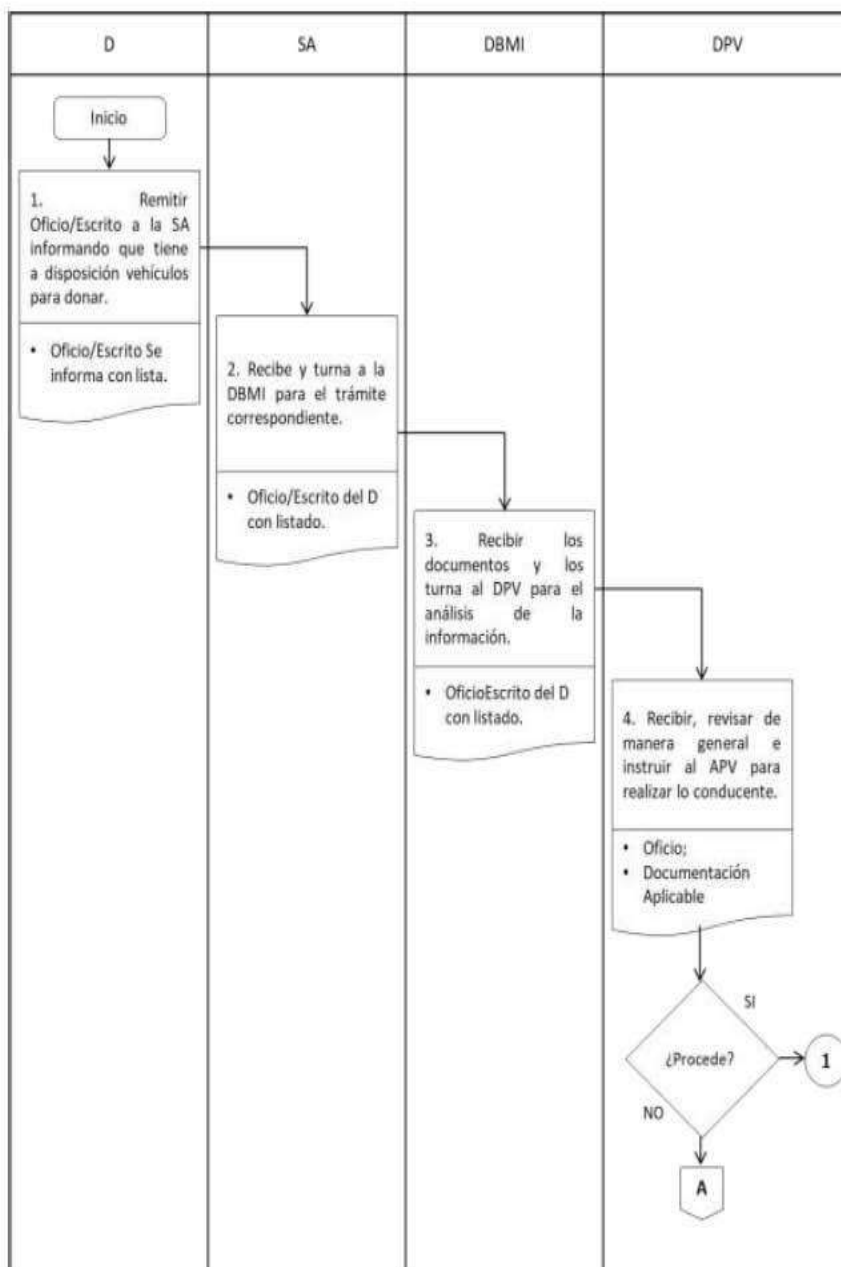 D
SA
DBMI
DPV
Inicio
1. Remitir
Oficio/Escrito a la SA
informando que tiene
a disposición vehículos
para donar.
• Oficio/Escrito Se
informa con lista.
2. Recibe y turna a la
DBMI para el trámite
correspondiente.
• Oficio/Escrito del D
con listado.
3. Recibir los
documentos y los
turna al DPV para el
análisis de la
información.
• OficioEscrito del D
con listado.
4. Recibir, revisar de
manera general e
instruir al APV para
realizar lo conducente.
• Oficio;
• Documentación
Aplicable
SI
¿Procede?
1
NO
A